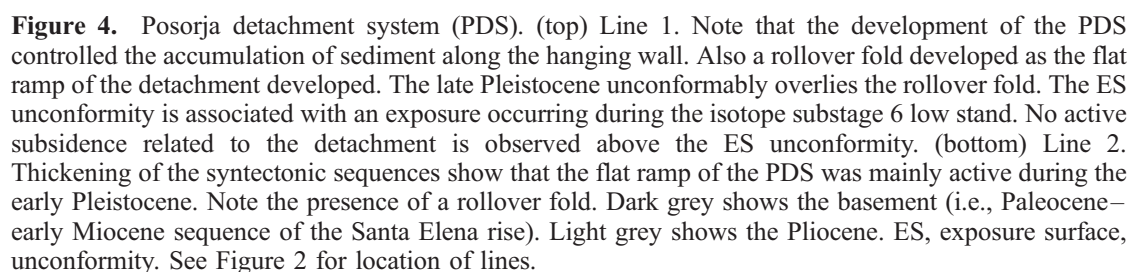 Figure 4. Posorja detachment system (PDS). (top) Line 1. Note that the development of the PDS
controlled the accumulation of sediment along the hanging wall. Also a rollover fold developed as the flat
ramp of the detachment developed. The late Pleistocene unconformably overlies the rollover fold. The ES
unconformity is associated with an exposure occurring during the isotope substage 6 low stand. No active
subsidence related to the detachment is observed above the ES unconformity. (bottom) Line 2.
Thickening of the syntectonic sequences show that the flat ramp of the PDS was mainly active during the
early Pleistocene. Note the presence of a rollover fold. Dark grey shows the basement (i.e., Paleocene–
early Miocene sequence of the Santa Elena rise). Light grey shows the Pliocene. ES, exposure surface,
unconformity. See Figure 2 for location of lines.